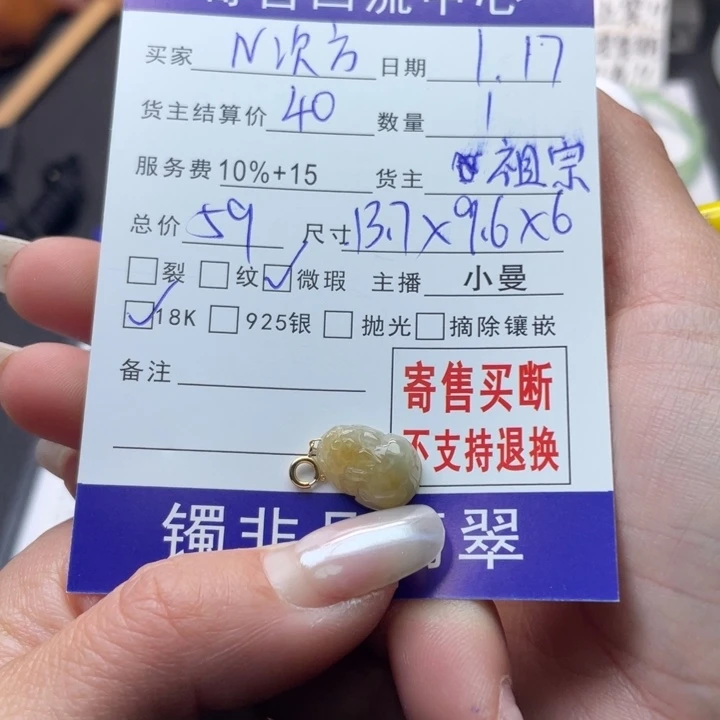 买家 N次方 日期 1.17
货主结算价 40 数量 1
服务费 10%+15 货主 祖宗
总价 59 尺寸 13.7×9.6×6
裂 纹 微瑕 主播 小曼
18K 925银 抛光 摘除镶嵌
备注
寄售买断
不支持退换
镯非 翠